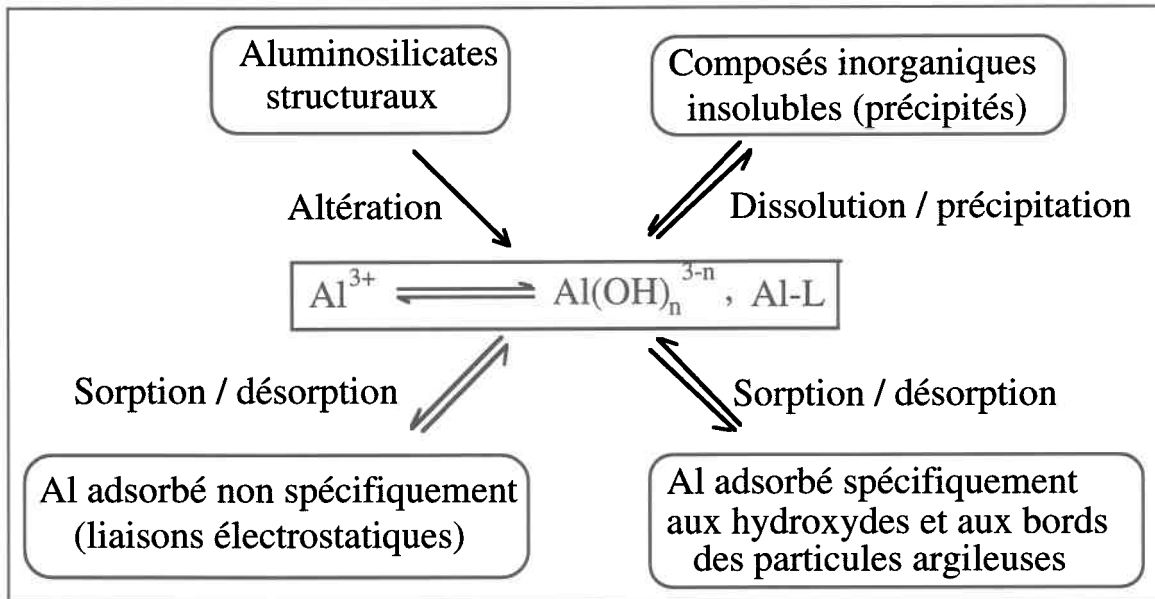 Aluminosilicates
structuraux
Composés inorganiques
insolubles (précipités)
Altération
Dissolution / précipitation
Al³⁺ ⇌ Al(OH)ₙ³⁻ⁿ , Al-L
Sorption / désorption
Sorption / désorption
Al adsorbé non spécifiquement
(liaisons électrostatiques)
Al adsorbé spécifiquement
aux hydroxydes et aux bords
des particules argileuses